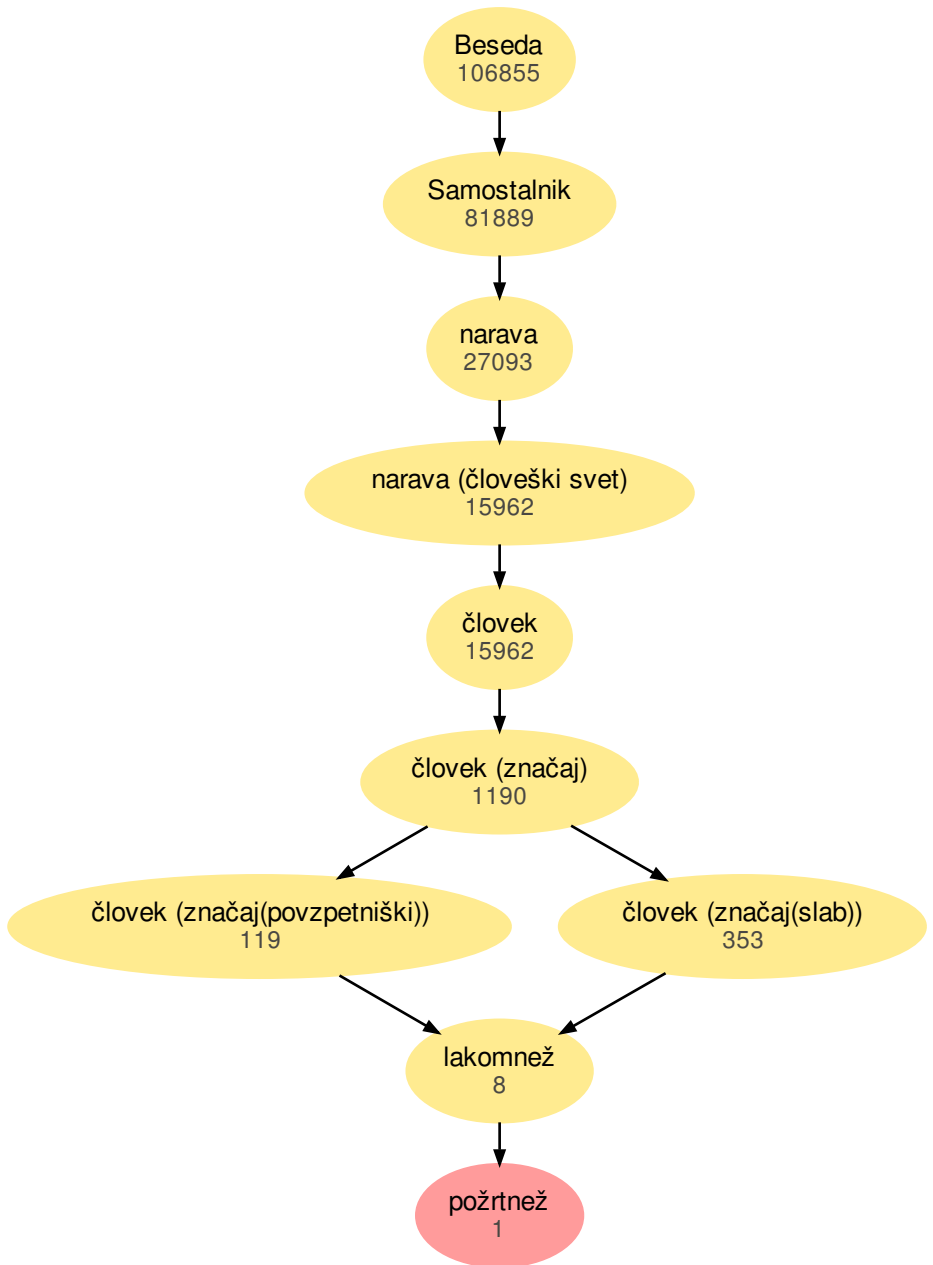 Beseda
106855
Samostalnik
81889
narava
27093
narava (človeški svet)
15962
človek
15962
človek (značaj)
1190
človek (značaj(povzpetniški))
119
človek (značaj(slab))
353
lakomnež
8
požrtnež
1